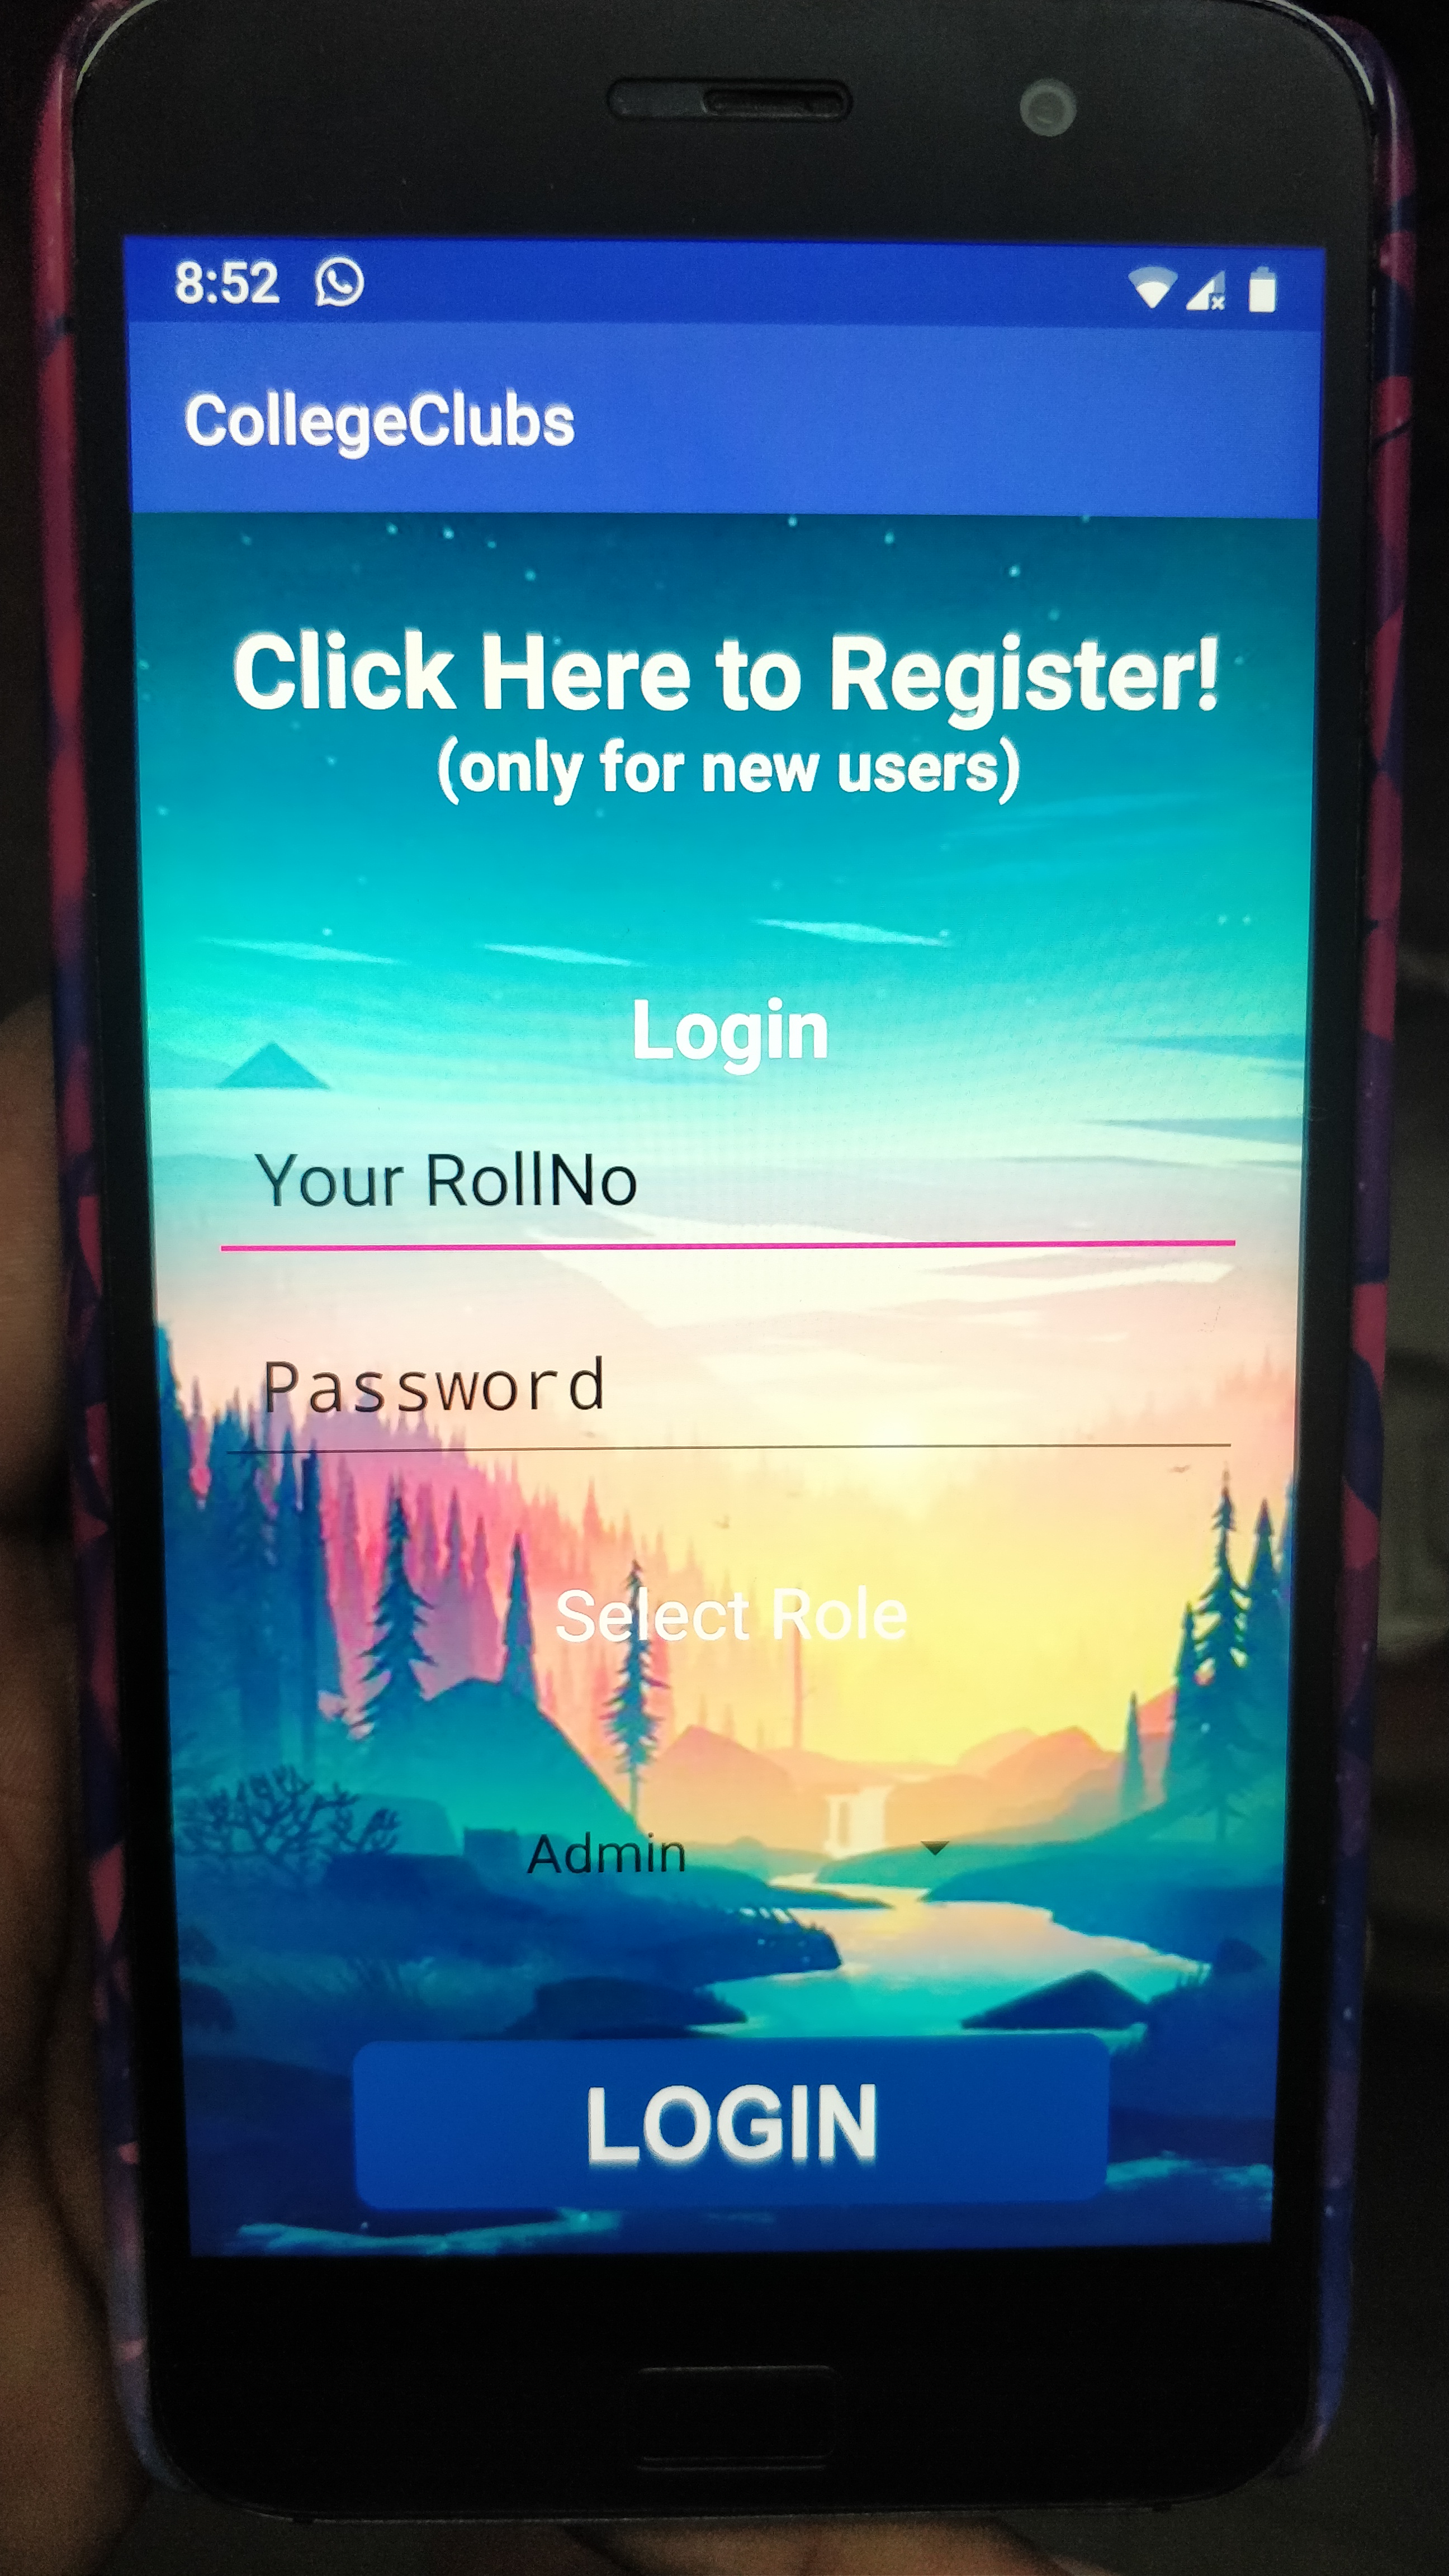 8:52
CollegeClubs
Click Here to Register!
(only for new users)
Login
Your RollNo
Password
Select Role
Admin
LOGIN